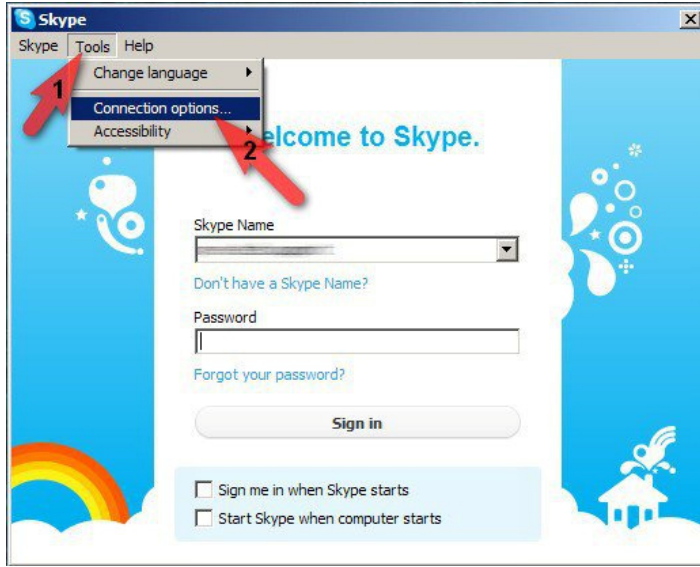 Skype
Skype Tools Help
1
Change language
Connection options...
Accessibility
2
elcome to Skype.
Skype Name
Don't have a Skype Name?
Password
Forgot your password?
Sign in
Sign me in when Skype starts
Start Skype when computer starts